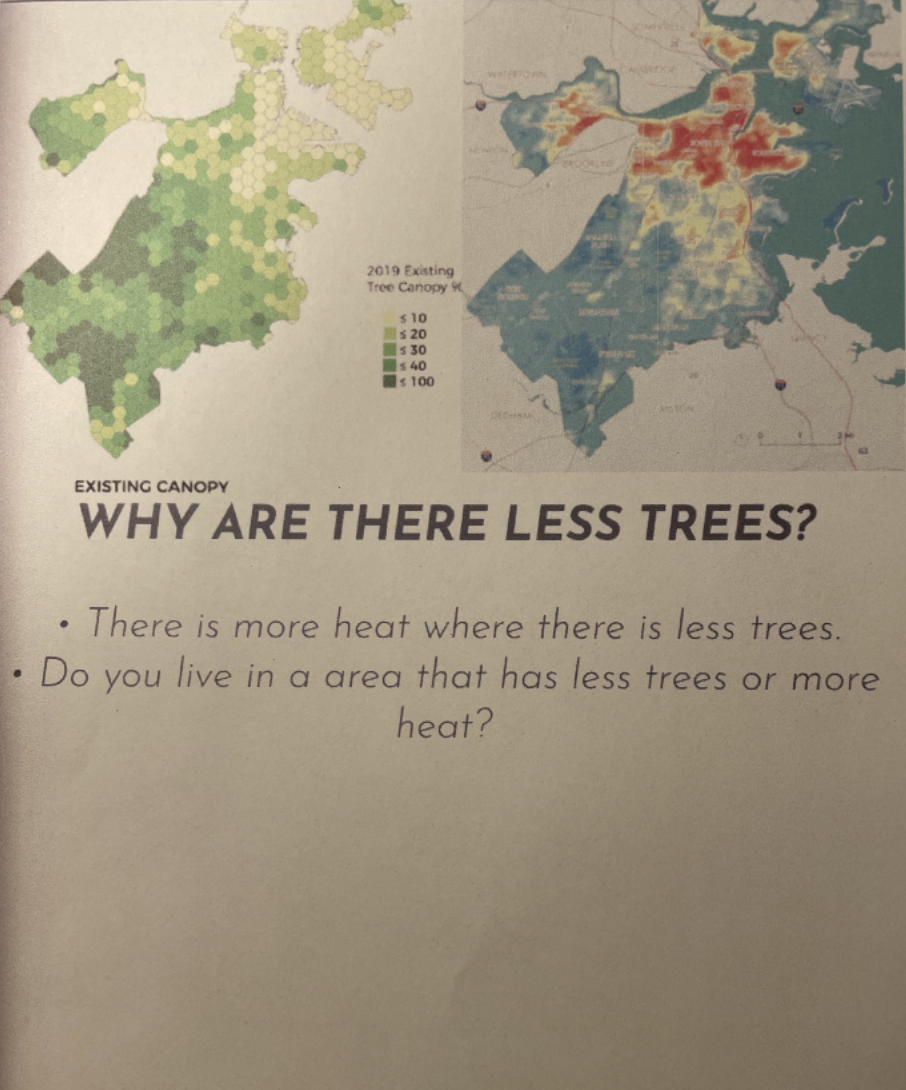 WATERTOWN
CAMBRIDGE
BROOKLINE
2019 Existing
Tree Canopy %
≤ 10
≤ 20
≤ 30
≤ 40
≤ 100
DEDHAM
MILTON
EXISTING CANOPY
WHY ARE THERE LESS TREES?
• There is more heat where there is less trees.
• Do you live in a area that has less trees or more
heat?